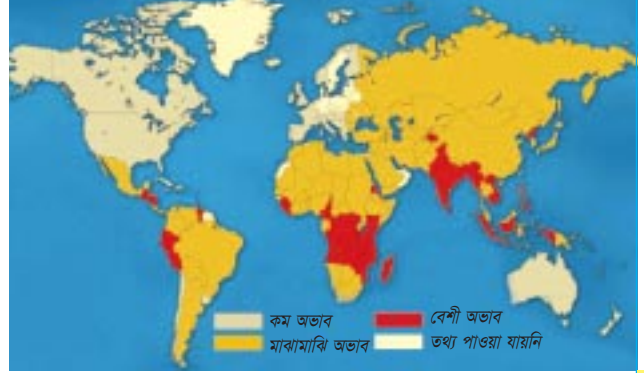 কম অভাব
বেশী অভাব
মাঝামাঝি অভাব
তথ্য পাওয়া যায়নি